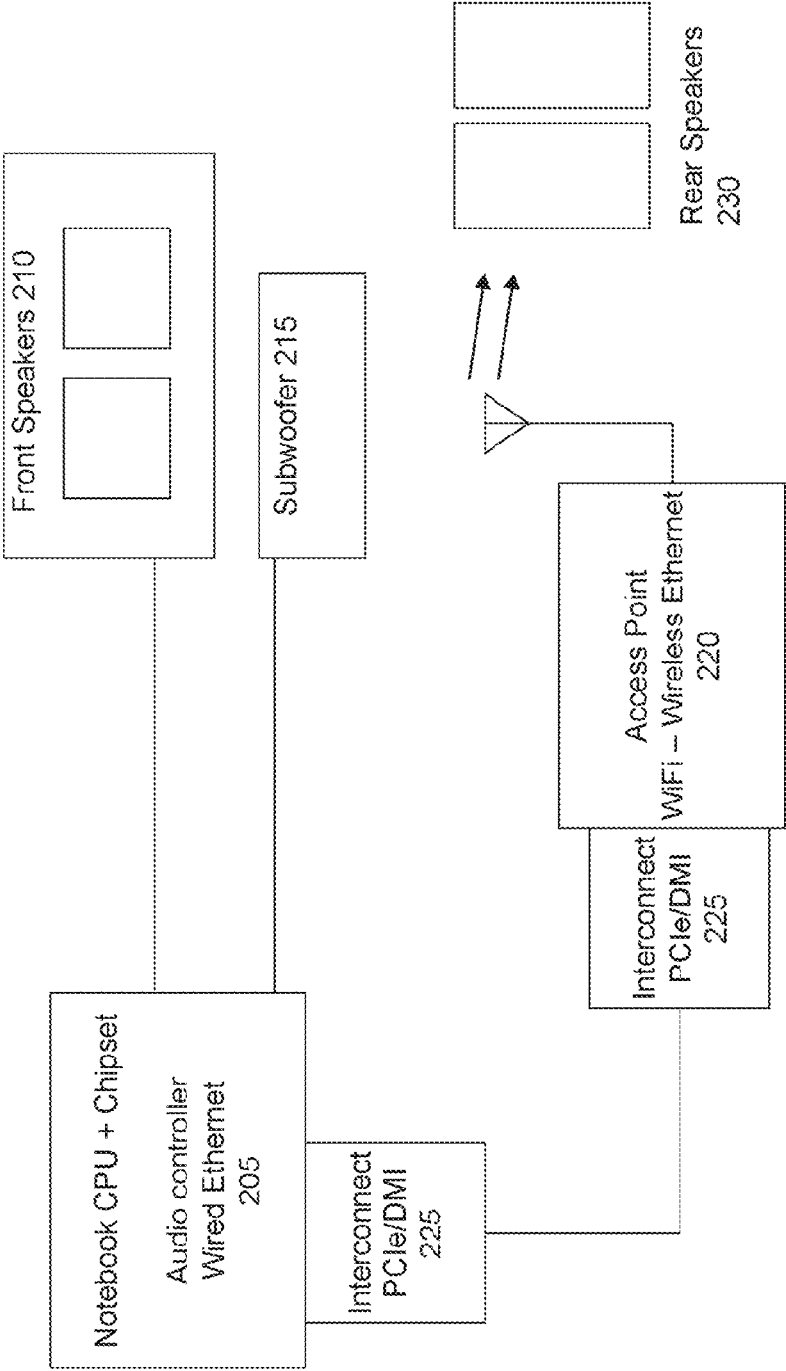 Notebook CPU + Chipset
Audio controller
Wired Ethernet
205
Interconnect
PCIe/DMI
225
Front Speakers 210
Subwoofer 215
Interconnect
PCIe/DMI
225
Access Point
WiFi – Wireless Ethernet
220
Rear Speakers
230